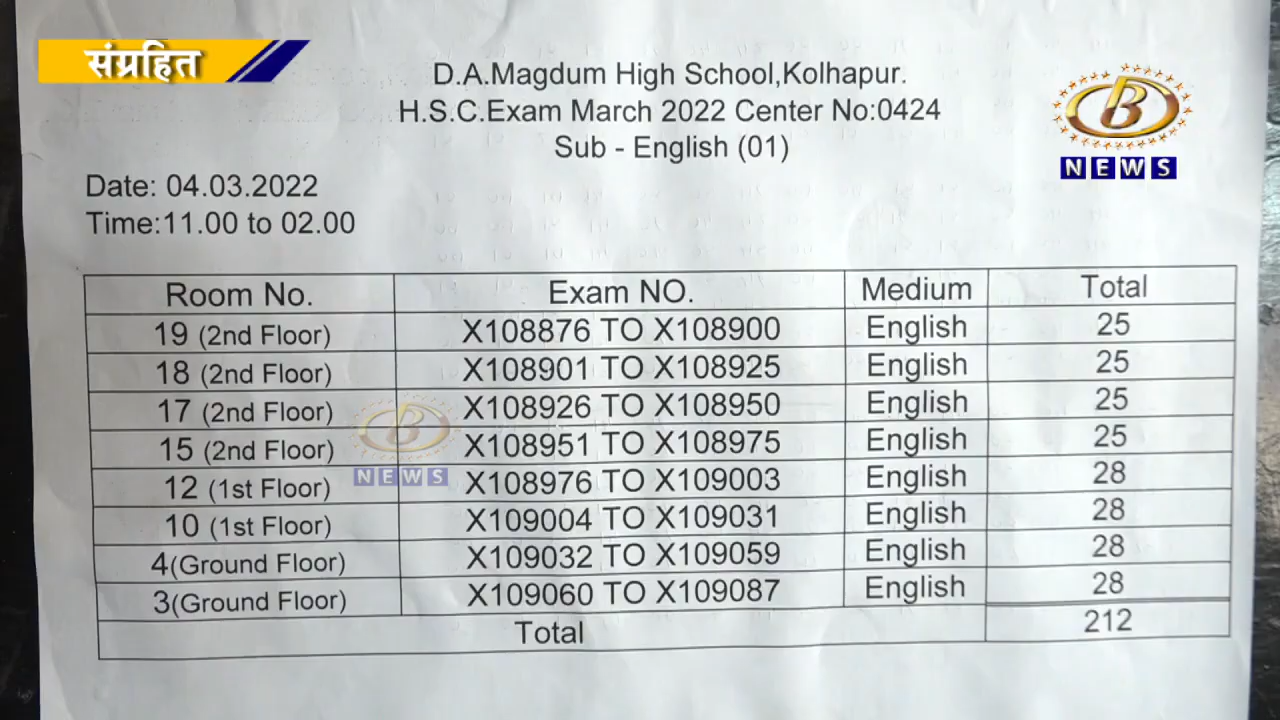 संग्रहित
B
NEWS
D.A.Magdum High School,Kolhapur.
H.S.C.Exam March 2022 Center No:0424
Sub - English (01)
Date: 04.03.2022
Time:11.00 to 02.00
Room No. Exam NO. Medium Total
19 (2nd Floor) X108876 TO X108900 English 25
18 (2nd Floor) X108901 TO X108925 English 25
17 (2nd Floor) X108926 TO X108950 English 25
15 (2nd Floor) X108951 TO X108975 English 25
12 (1st Floor) X108976 TO X109003 English 28
10 (1st Floor) X109004 TO X109031 English 28
4(Ground Floor) X109032 TO X109059 English 28
3(Ground Floor) X109060 TO X109087 English 28
Total 212
B
NEWS